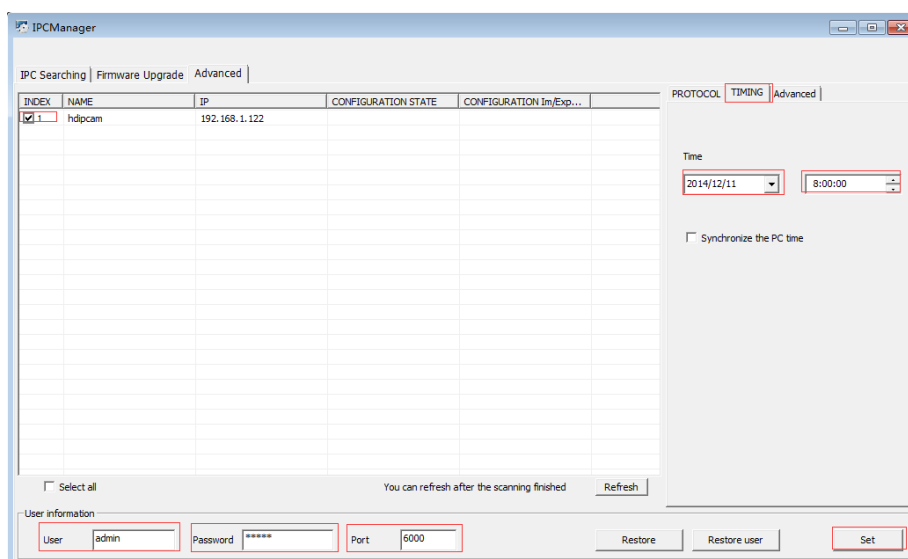 IPCManager
IPC Searching Firmware Upgrade Advanced
INDEX NAME IP CONFIGURATION STATE CONFIGURATION Im/Exp...
1 hdipcam 192.168.1.122
PROTOCOL TIMING Advanced
Time
2014/12/11 8:00:00
Synchronize the PC time
Select all You can refresh after the scanning finished Refresh
User information
User admin Password ***** Port 6000 Restore Restore user Set